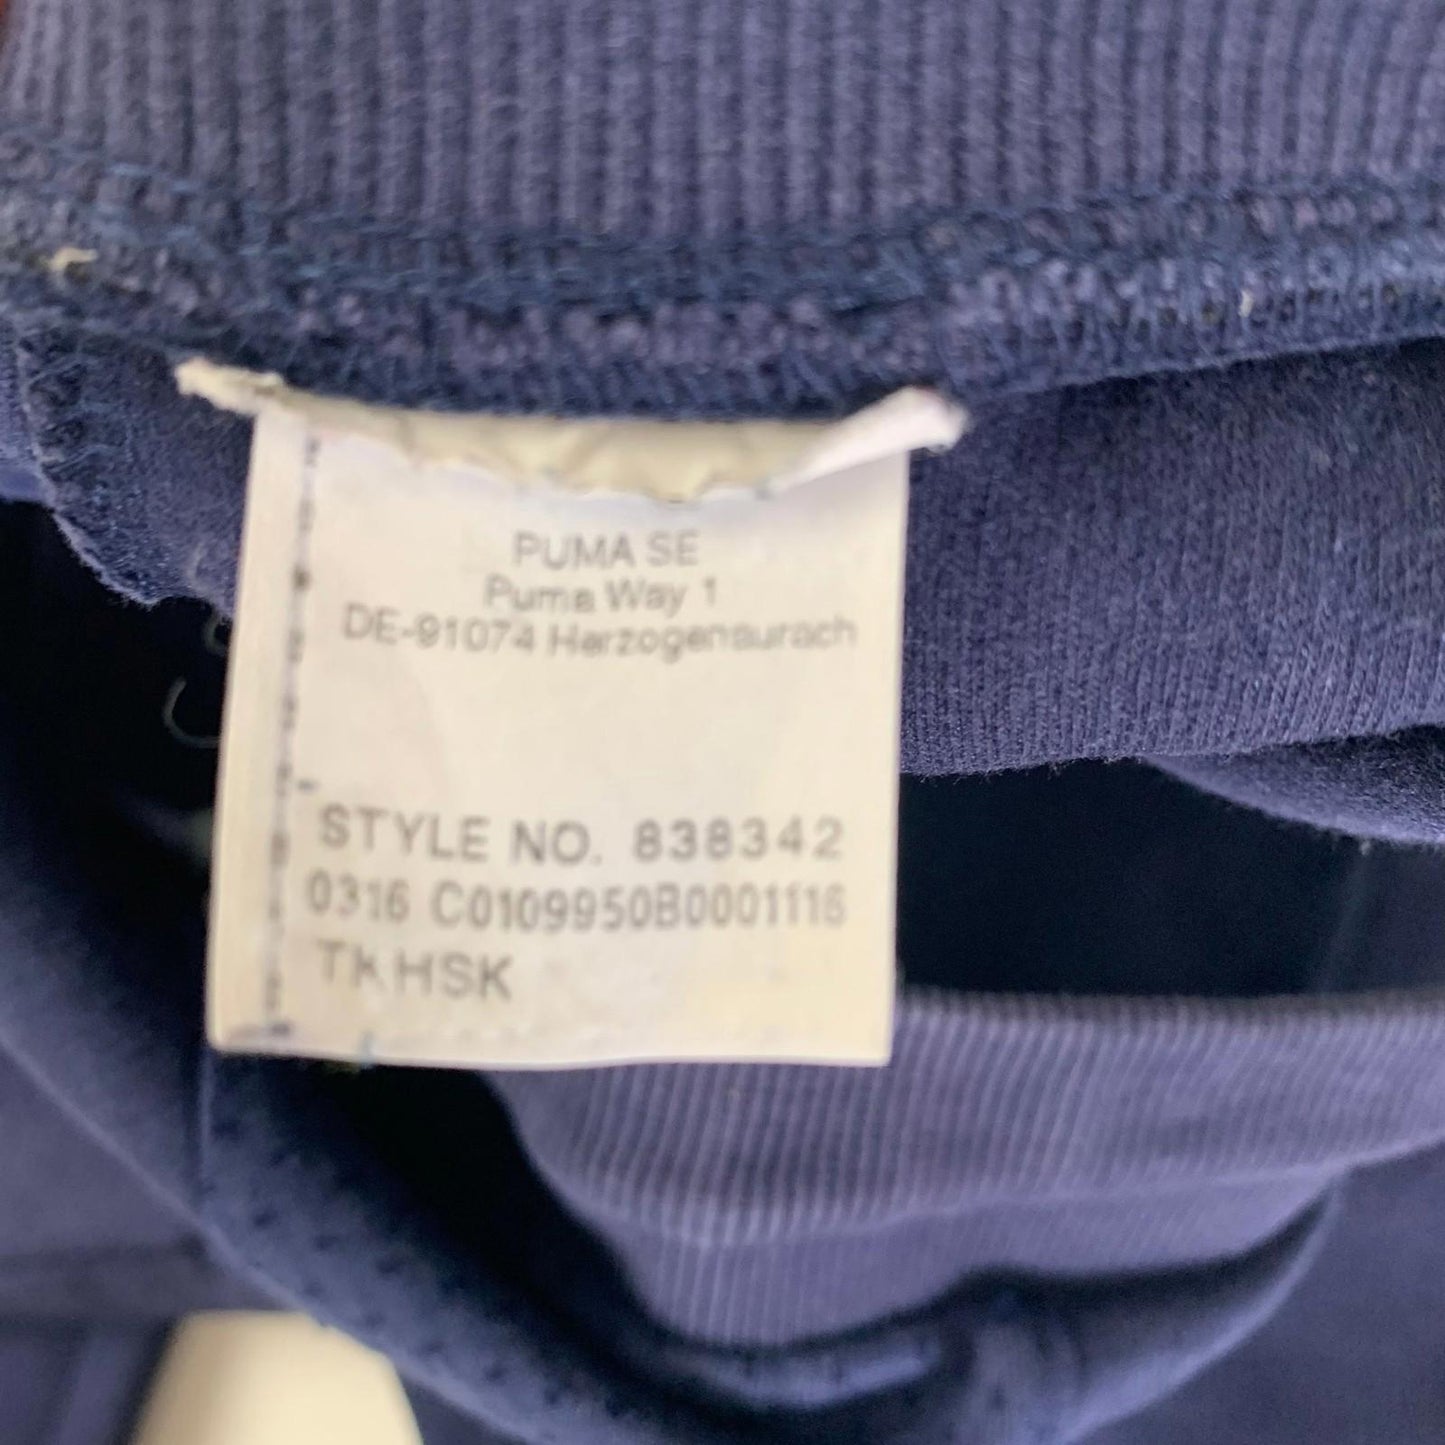 PUMA SE
Puma Way 1
DE-91074 Herzogenaurach
STYLE NO. 838342
0316 C0109950B0001116
TKHSK